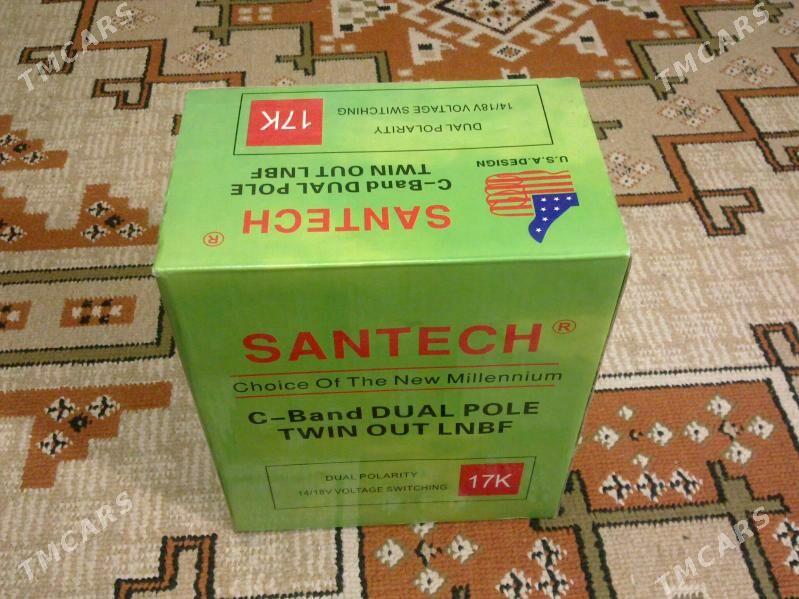 17K
DUAL POLARITY
14/18V VOLTAGE SWITCHING
C-Band DUAL POLE
TWIN OUT LNBF
SANTECH ®
U.S.A.DESIGN
SANTECH ®
Choice Of The New Millennium
C-Band DUAL POLE
TWIN OUT LNBF
DUAL POLARITY
14/18V VOLTAGE SWITCHING
17K
TMCARS
TMCARS
TMCARS
TMCARS
TMCARS
TMCARS